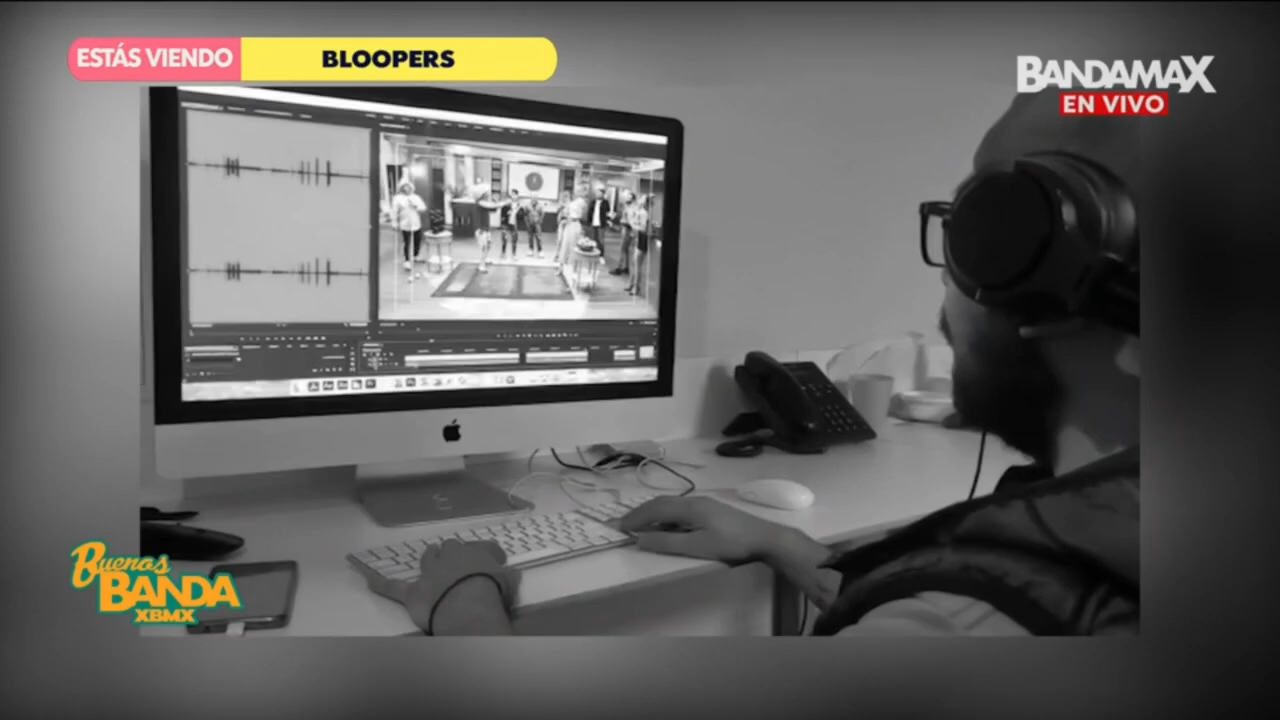 ESTÁS VIENDO BLOOPERS
BANDAMAX
EN VIVO
Buenos
BANDA
XBMX